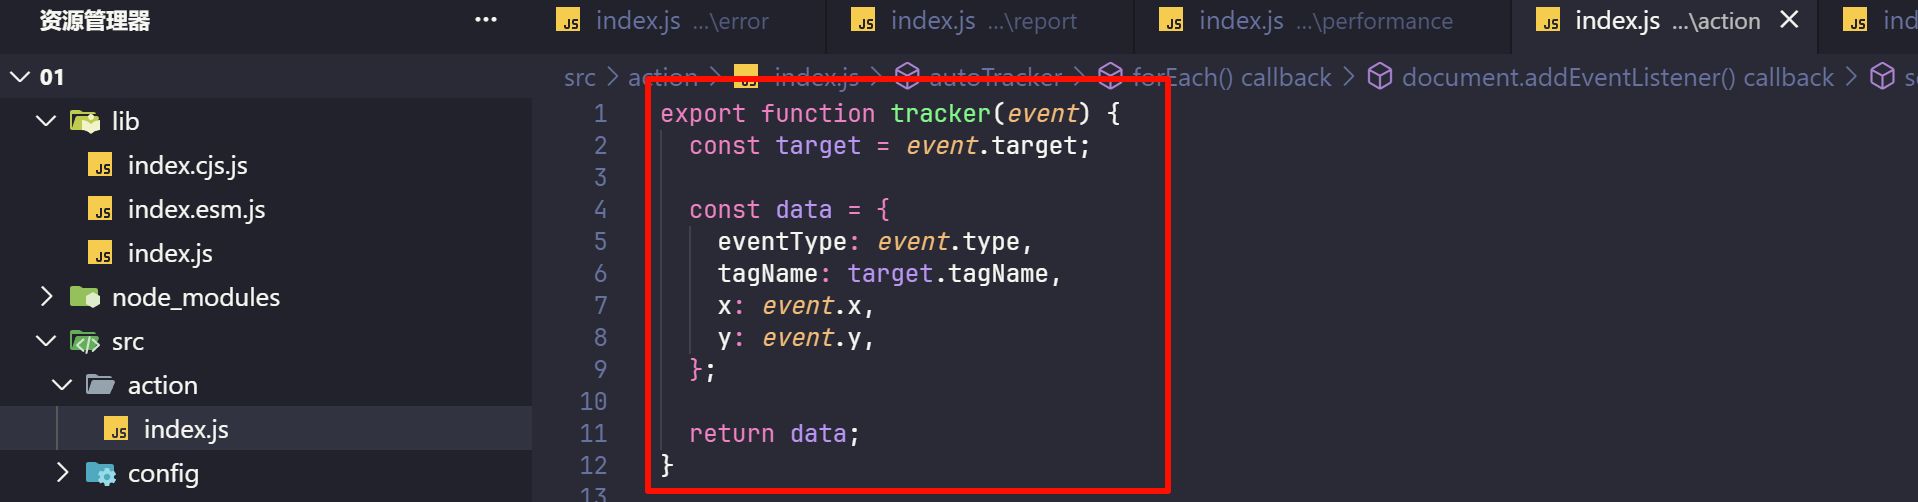 资源管理器 ...
index.js ...\error
index.js ...\report
index.js ...\performance
index.js ...\action
01
lib
index.cjs.js
index.esm.js
index.js
node_modules
src
action
index.js
config
src > action > index.js > autoTracker > forEach() callback > document.addEventListener() callback >
1 export function tracker(event) {
2 const target = event.target;
3
4 const data = {
5 eventType: event.type,
6 tagName: target.tagName,
7 x: event.x,
8 y: event.y,
9 };
10
11 return data;
12 }
13